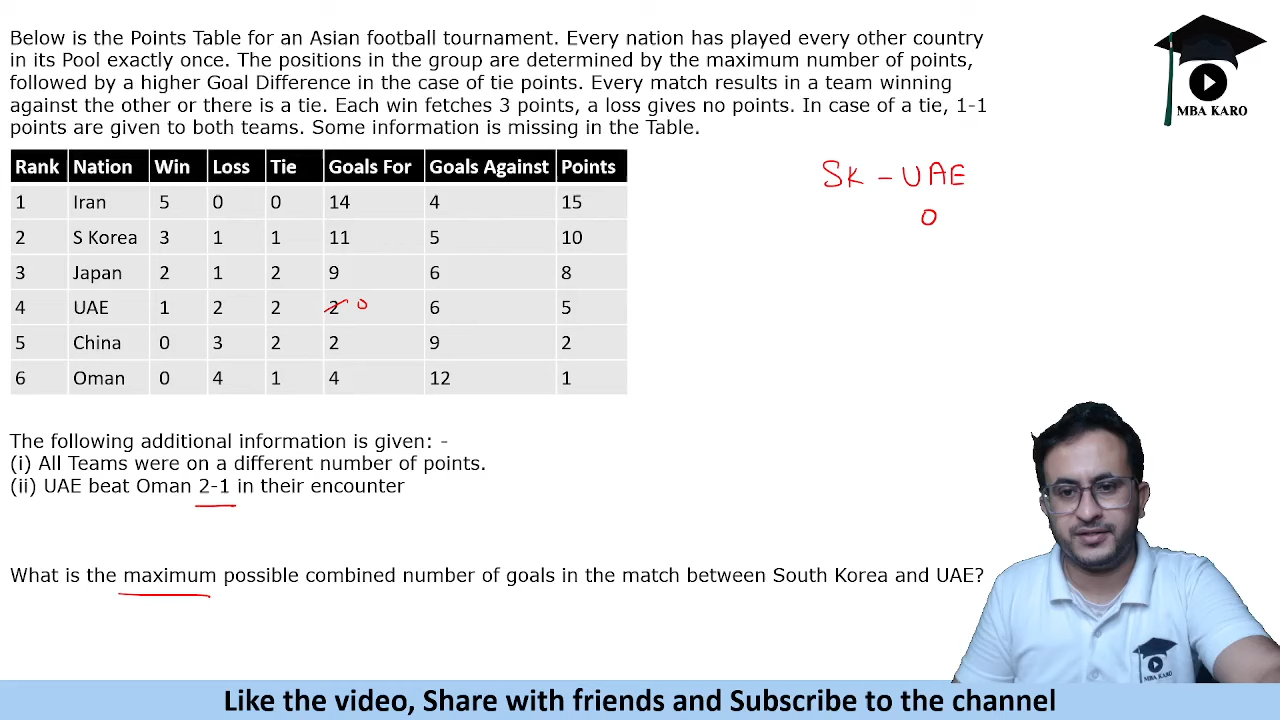 Below is the Points Table for an Asian football tournament. Every nation has played every other country
in its Pool exactly once. The positions in the group are determined by the maximum number of points,
followed by a higher Goal Difference in the case of tie points. Every match results in a team winning
against the other or there is a tie. Each win fetches 3 points, a loss gives no points. In case of a tie, 1-1
points are given to both teams. Some information is missing in the Table.
MBA KARO
Rank Nation Win Loss Tie Goals For Goals Against Points
1 Iran 5 0 0 14 4 15
2 S Korea 3 1 1 11 5 10
3 Japan 2 1 2 9 6 8
4 UAE 1 2 2 2 0 6 5
5 China 0 3 2 2 9 2
6 Oman 0 4 1 4 12 1
SK - UAE
0
The following additional information is given: -
(i) All Teams were on a different number of points.
(ii) UAE beat Oman 2-1 in their encounter
What is the maximum possible combined number of goals in the match between South Korea and UAE?
MBA KARO
Like the video, Share with friends and Subscribe to the channel